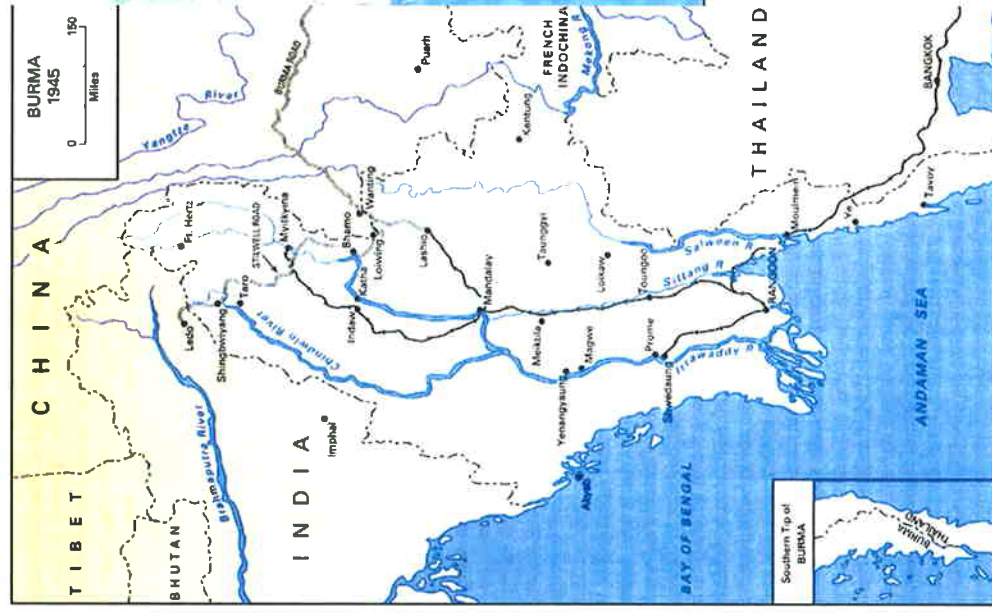 BURMA
1945
0 150
Miles
CHINA
TIBET
BHUTAN
INDIA
Brahmaputra River
Yangtze River
BURMA ROAD
Puerh
FRENCH
INDOCHINA
Mekong R
THAILAND
BANGKOK
Ft. Hertz
STILWELL ROAD
Myitkyina
Ledo
Shingbwiyang
Taro
Chindwin River
Bhamo
Wanting
Loiwing
Katha
Indaw
Imphal
Lashio
Mandalay
Kentung
Taunggyi
Meiktila
Loikaw
Magwe
Yenangyaung
Akyab
Toungoo
Prome
Shwedaung
Salween R
Sittang R
Irrawaddy R
RANGOON
Moulmein
Ye
Tavoy
BAY OF BENGAL
ANDAMAN SEA
Southern Tip of
BURMA
BURMA
THAILAND